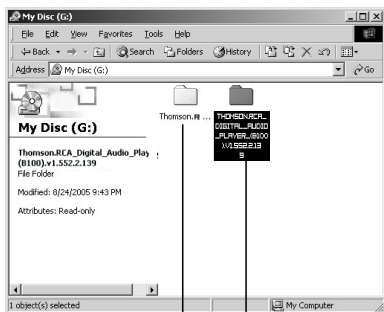 My Disc (G:)
File Edit View Favorites Tools Help
Back Search Folders History
Address My Disc (G:) Go
My Disc (G:)
Thomson.RCA_Digital_Audio_Play
(B100).v1.552.2.139
File Folder
Modified: 8/24/2005 9:43 PM
Attributes: Read-only
Thomson.R ...
THOMSON.RCA_
DIGITAL_AUDIO
_PLAYER_(B100
).V1.552.2.13
9
1 object(s) selected
My Computer